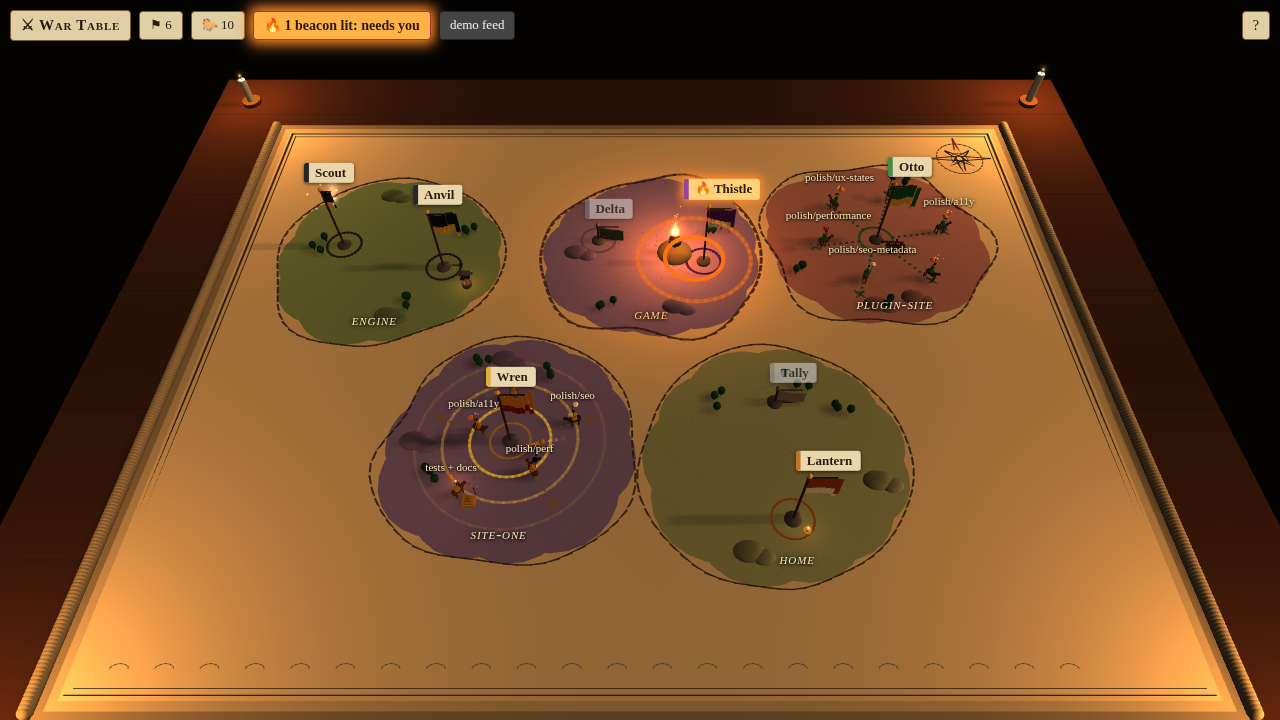 ⚔ War Table
⚑ 6
🐎 10
🔥 1 beacon lit: needs you
demo feed
?
Scout
Anvil
ENGINE
Delta
🔥 Thistle
GAME
Otto
polish/ux-states
polish/a11y
polish/performance
polish/seo-metadata
PLUGIN-SITE
Wren
polish/a11y
polish/seo
polish/perf
tests + docs
SITE-ONE
Tally
Lantern
HOME